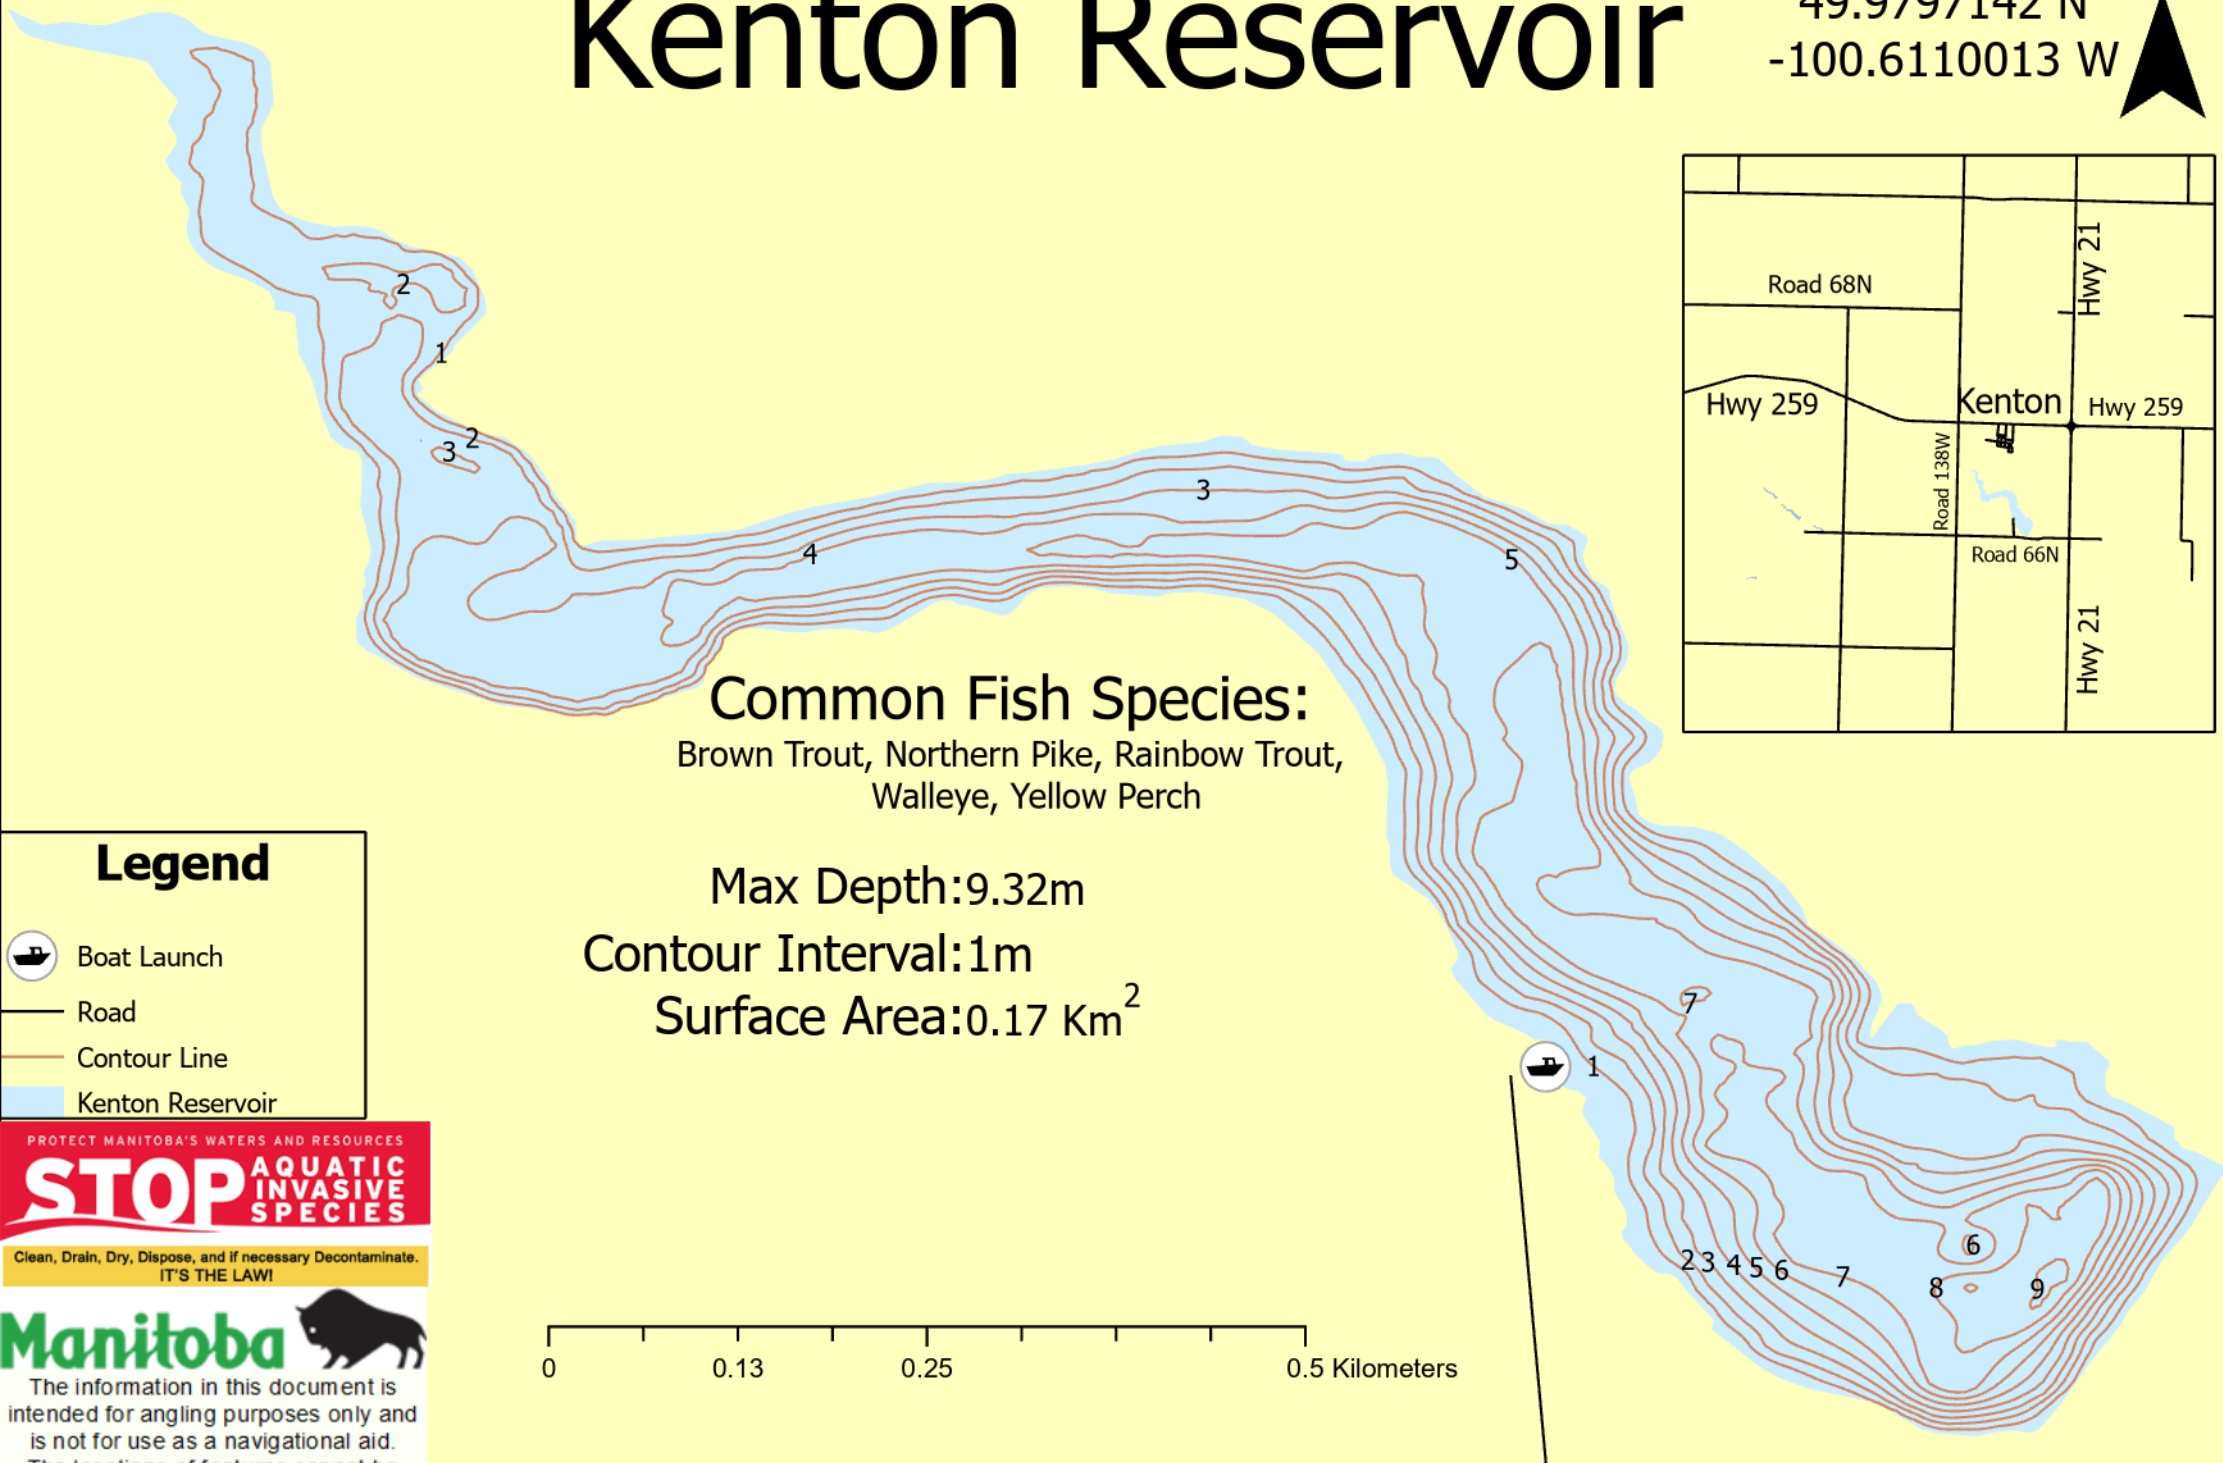 Kenton Reservoir
49.9797142 N
-100.6110013 W
Hwy 21
Road 68N
Kenton
Hwy 259
Hwy 259
Road 138W
Road 66N
Hwy 21
2
1
2
3
3
4
5
Common Fish Species:
Brown Trout, Northern Pike, Rainbow Trout,
Walleye, Yellow Perch
Max Depth:9.32m
Contour Interval:1m
Surface Area:0.17 Km2
7
1
6
2 3 4 5 6 7 8 9
Legend
Boat Launch
Road
Contour Line
Kenton Reservoir
PROTECT MANITOBA'S WATERS AND RESOURCES
STOP AQUATIC
INVASIVE
SPECIES
Clean, Drain, Dry, Dispose, and if necessary Decontaminate.
IT'S THE LAW!
Manitoba
The information in this document is
intended for angling purposes only and
is not for use as a navigational aid.
0 0.13 0.25 0.5 Kilometers